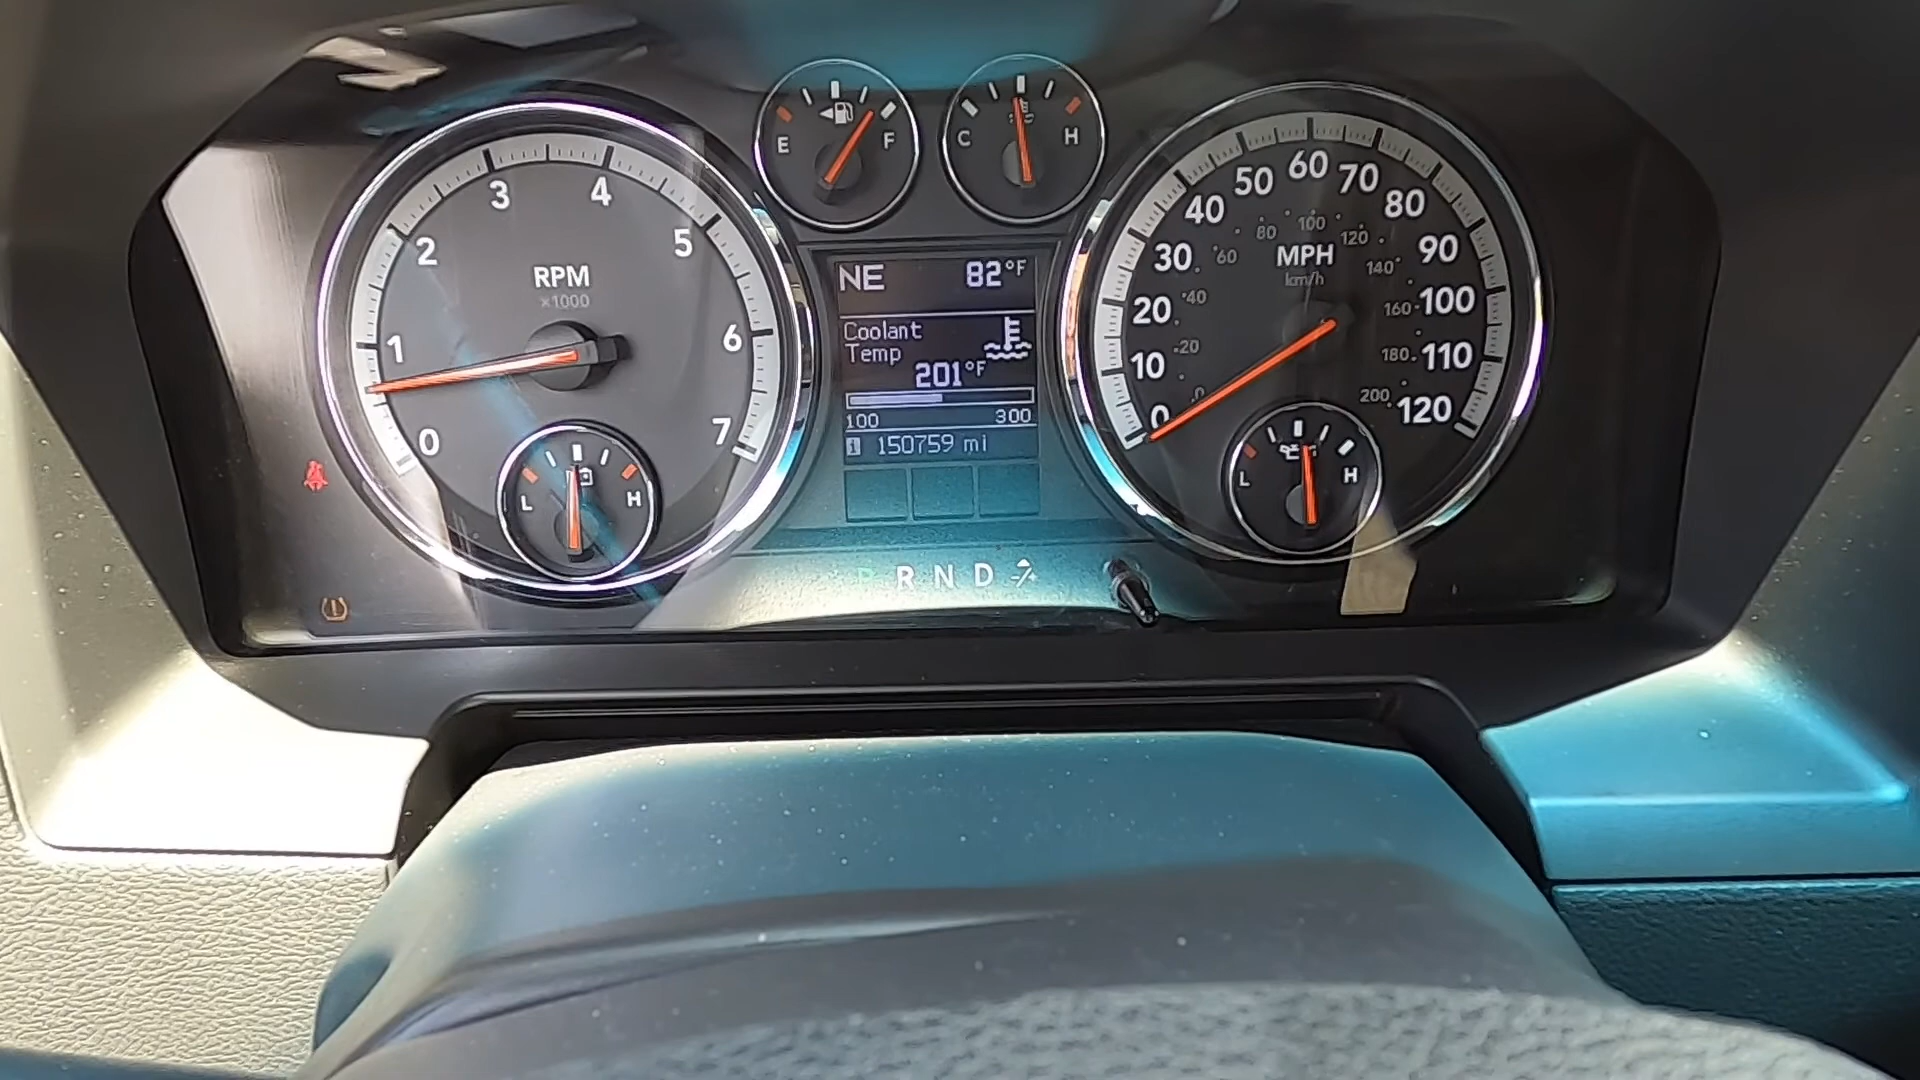 E F
C H
0 1 2 3 4 5 6 7
RPM
×1000
L H
NE 82°F
Coolant
Temp
201°F
100 300
150759 mi
P R N D
0 10 20 30 40 50 60 70 80 90 100 110 120
MPH
km/h
0 20 40 60 80 100 120 140 160 180 200
L H